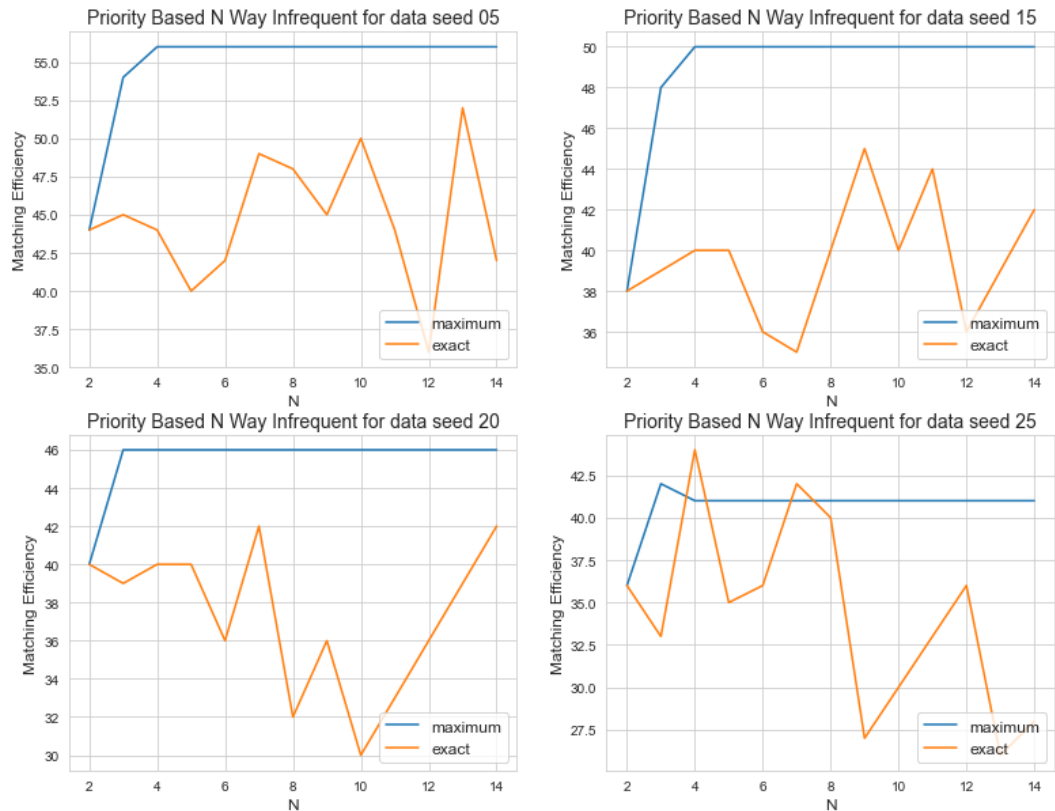 Priority Based N Way Infrequent for data seed 05
Matching Efficiency
55.0
52.5
50.0
47.5
45.0
42.5
40.0
37.5
35.0
2 4 6 8 10 12 14
N
maximum
exact
Priority Based N Way Infrequent for data seed 15
Matching Efficiency
50
48
46
44
42
40
38
36
2 4 6 8 10 12 14
N
maximum
exact
Priority Based N Way Infrequent for data seed 20
Matching Efficiency
46
44
42
40
38
36
34
32
30
2 4 6 8 10 12 14
N
maximum
exact
Priority Based N Way Infrequent for data seed 25
Matching Efficiency
42.5
40.0
37.5
35.0
32.5
30.0
27.5
2 4 6 8 10 12 14
N
maximum
exact